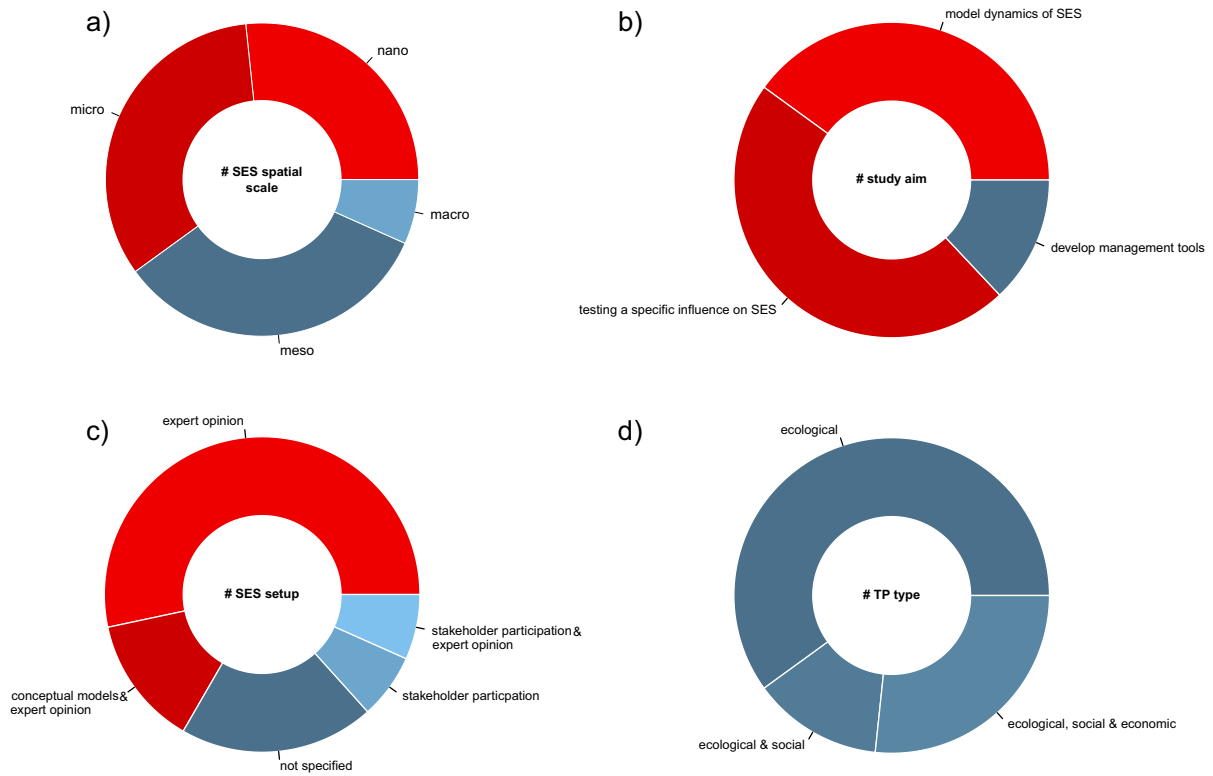 a)
nano
micro
# SES spatial
scale
macro
meso
b)
model dynamics of SES
# study aim
develop management tools
testing a specific influence on SES
c)
expert opinion
# SES setup
stakeholder participation&
expert opinion
stakeholder particpation
conceptual models&
expert opinion
not specified
d)
ecological
# TP type
ecological, social & economic
ecological & social